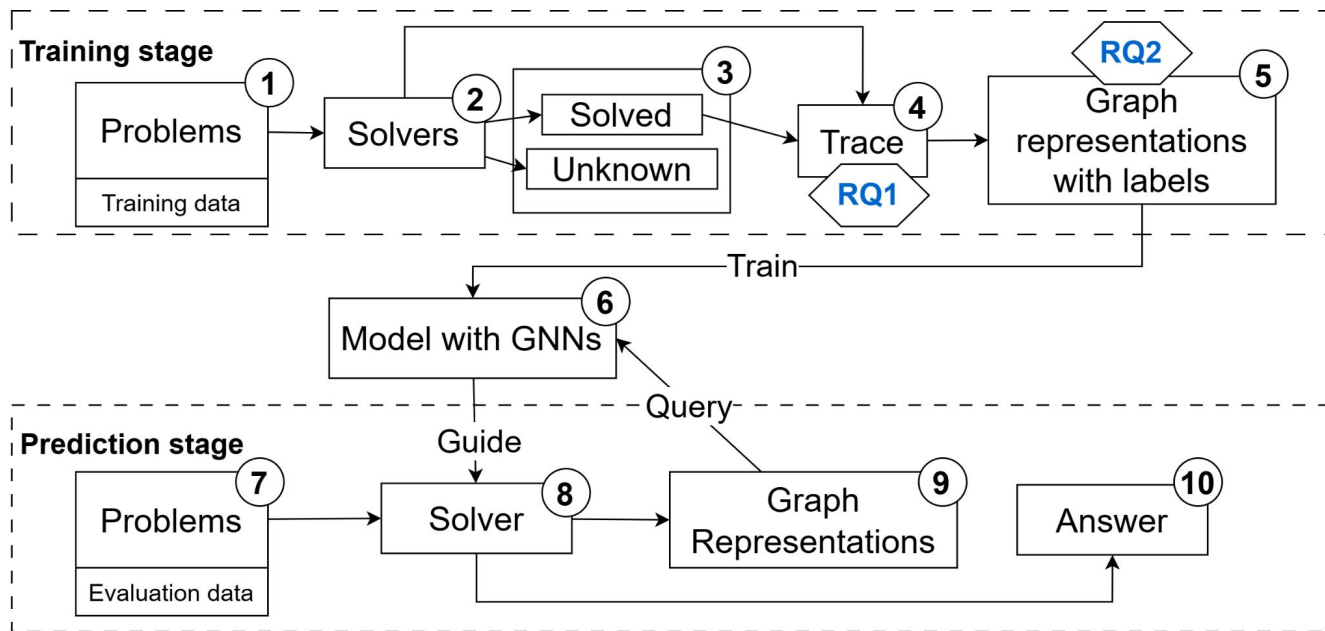 Training stage
1
Problems
Training data
2
Solvers
3
Solved
Unknown
4
Trace
RQ1
RQ2
5
Graph
representations
with labels
Train
6
Model with GNNs
Query
Guide
Prediction stage
7
Problems
Evaluation data
8
Solver
9
Graph
Representations
10
Answer